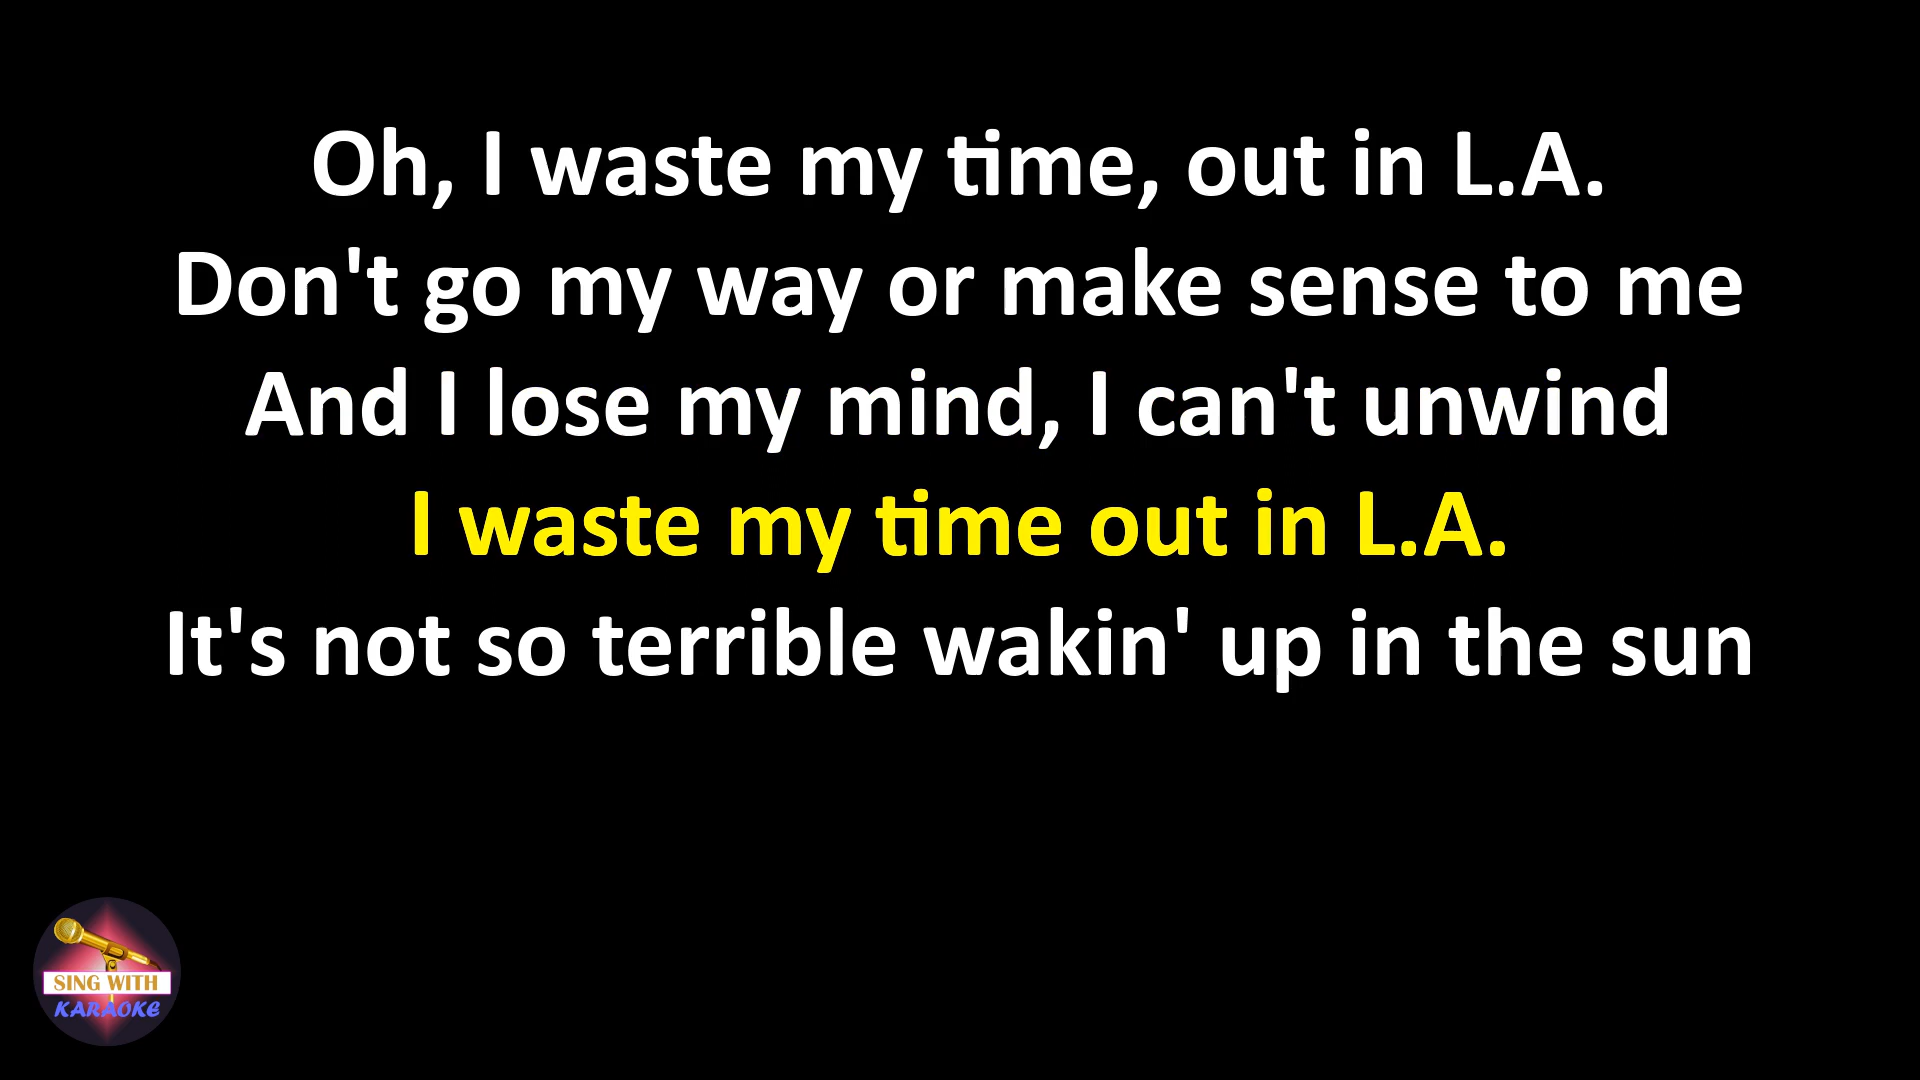 Oh, I waste my time, out in L.A.
Don't go my way or make sense to me
And I lose my mind, I can't unwind
I waste my time out in L.A.
It's not so terrible wakin' up in the sun
SING WITH
KARAOKE